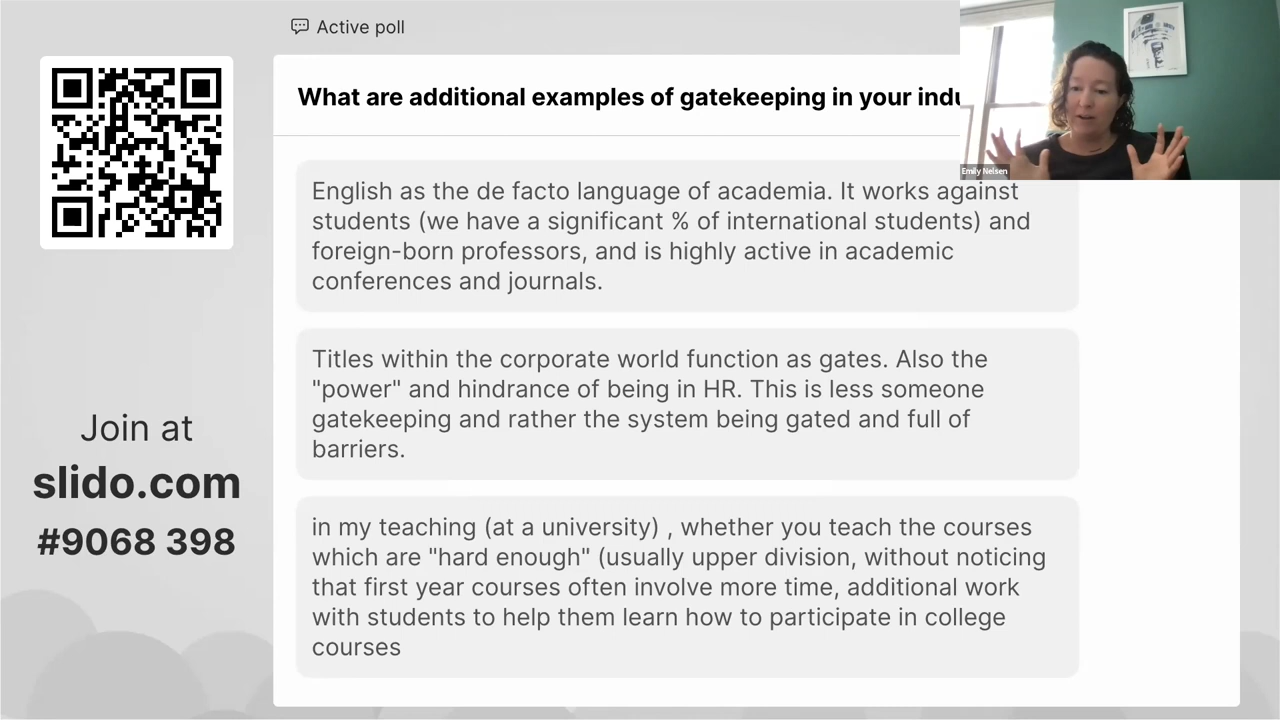 Active poll
What are additional examples of gatekeeping in your
Emily Nelsen
English as the de facto language of academia. It works against
students (we have a significant % of international students) and
foreign-born professors, and is highly active in academic
conferences and journals.
Titles within the corporate world function as gates. Also the
"power" and hindrance of being in HR. This is less someone
gatekeeping and rather the system being gated and full of
barriers.
in my teaching (at a university) , whether you teach the courses
which are "hard enough" (usually upper division, without noticing
that first year courses often involve more time, additional work
with students to help them learn how to participate in college
courses
Join at
slido.com
#9068 398